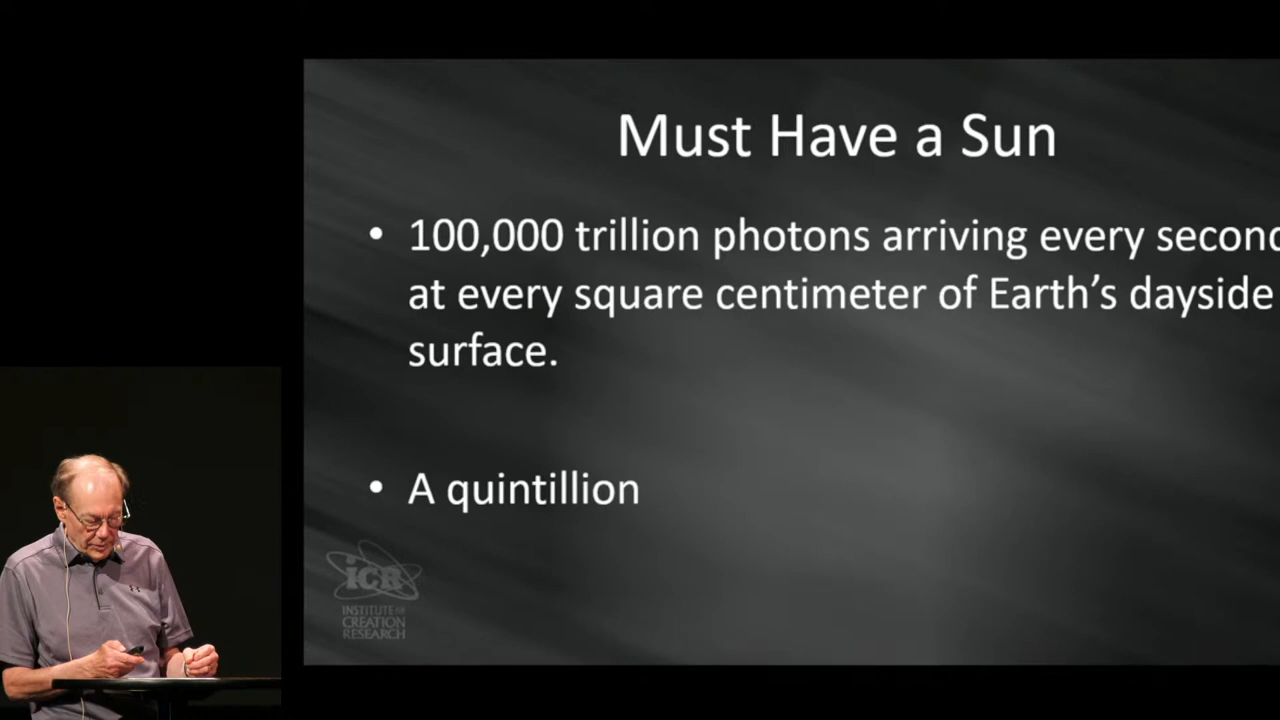 Must Have a Sun
• 100,000 trillion photons arriving every secon
at every square centimeter of Earth's dayside
surface.
• A quintillion
iCR
INSTITUTE for
CREATION
RESEARCH